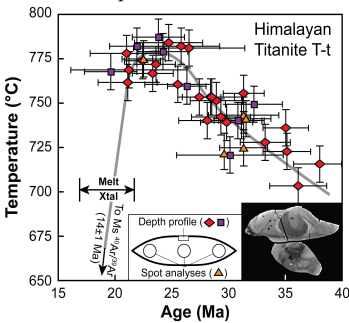 Himalayan
Titanite T-t
Temperature (°C)
800
775
750
725
700
675
650
Melt
Xtal
To Ms ⁴⁰Ar/³⁹Ar
(14±1 Ma)
Depth profile ( )
Spot analyses ( )
15 20 25 30 35 40
Age (Ma)